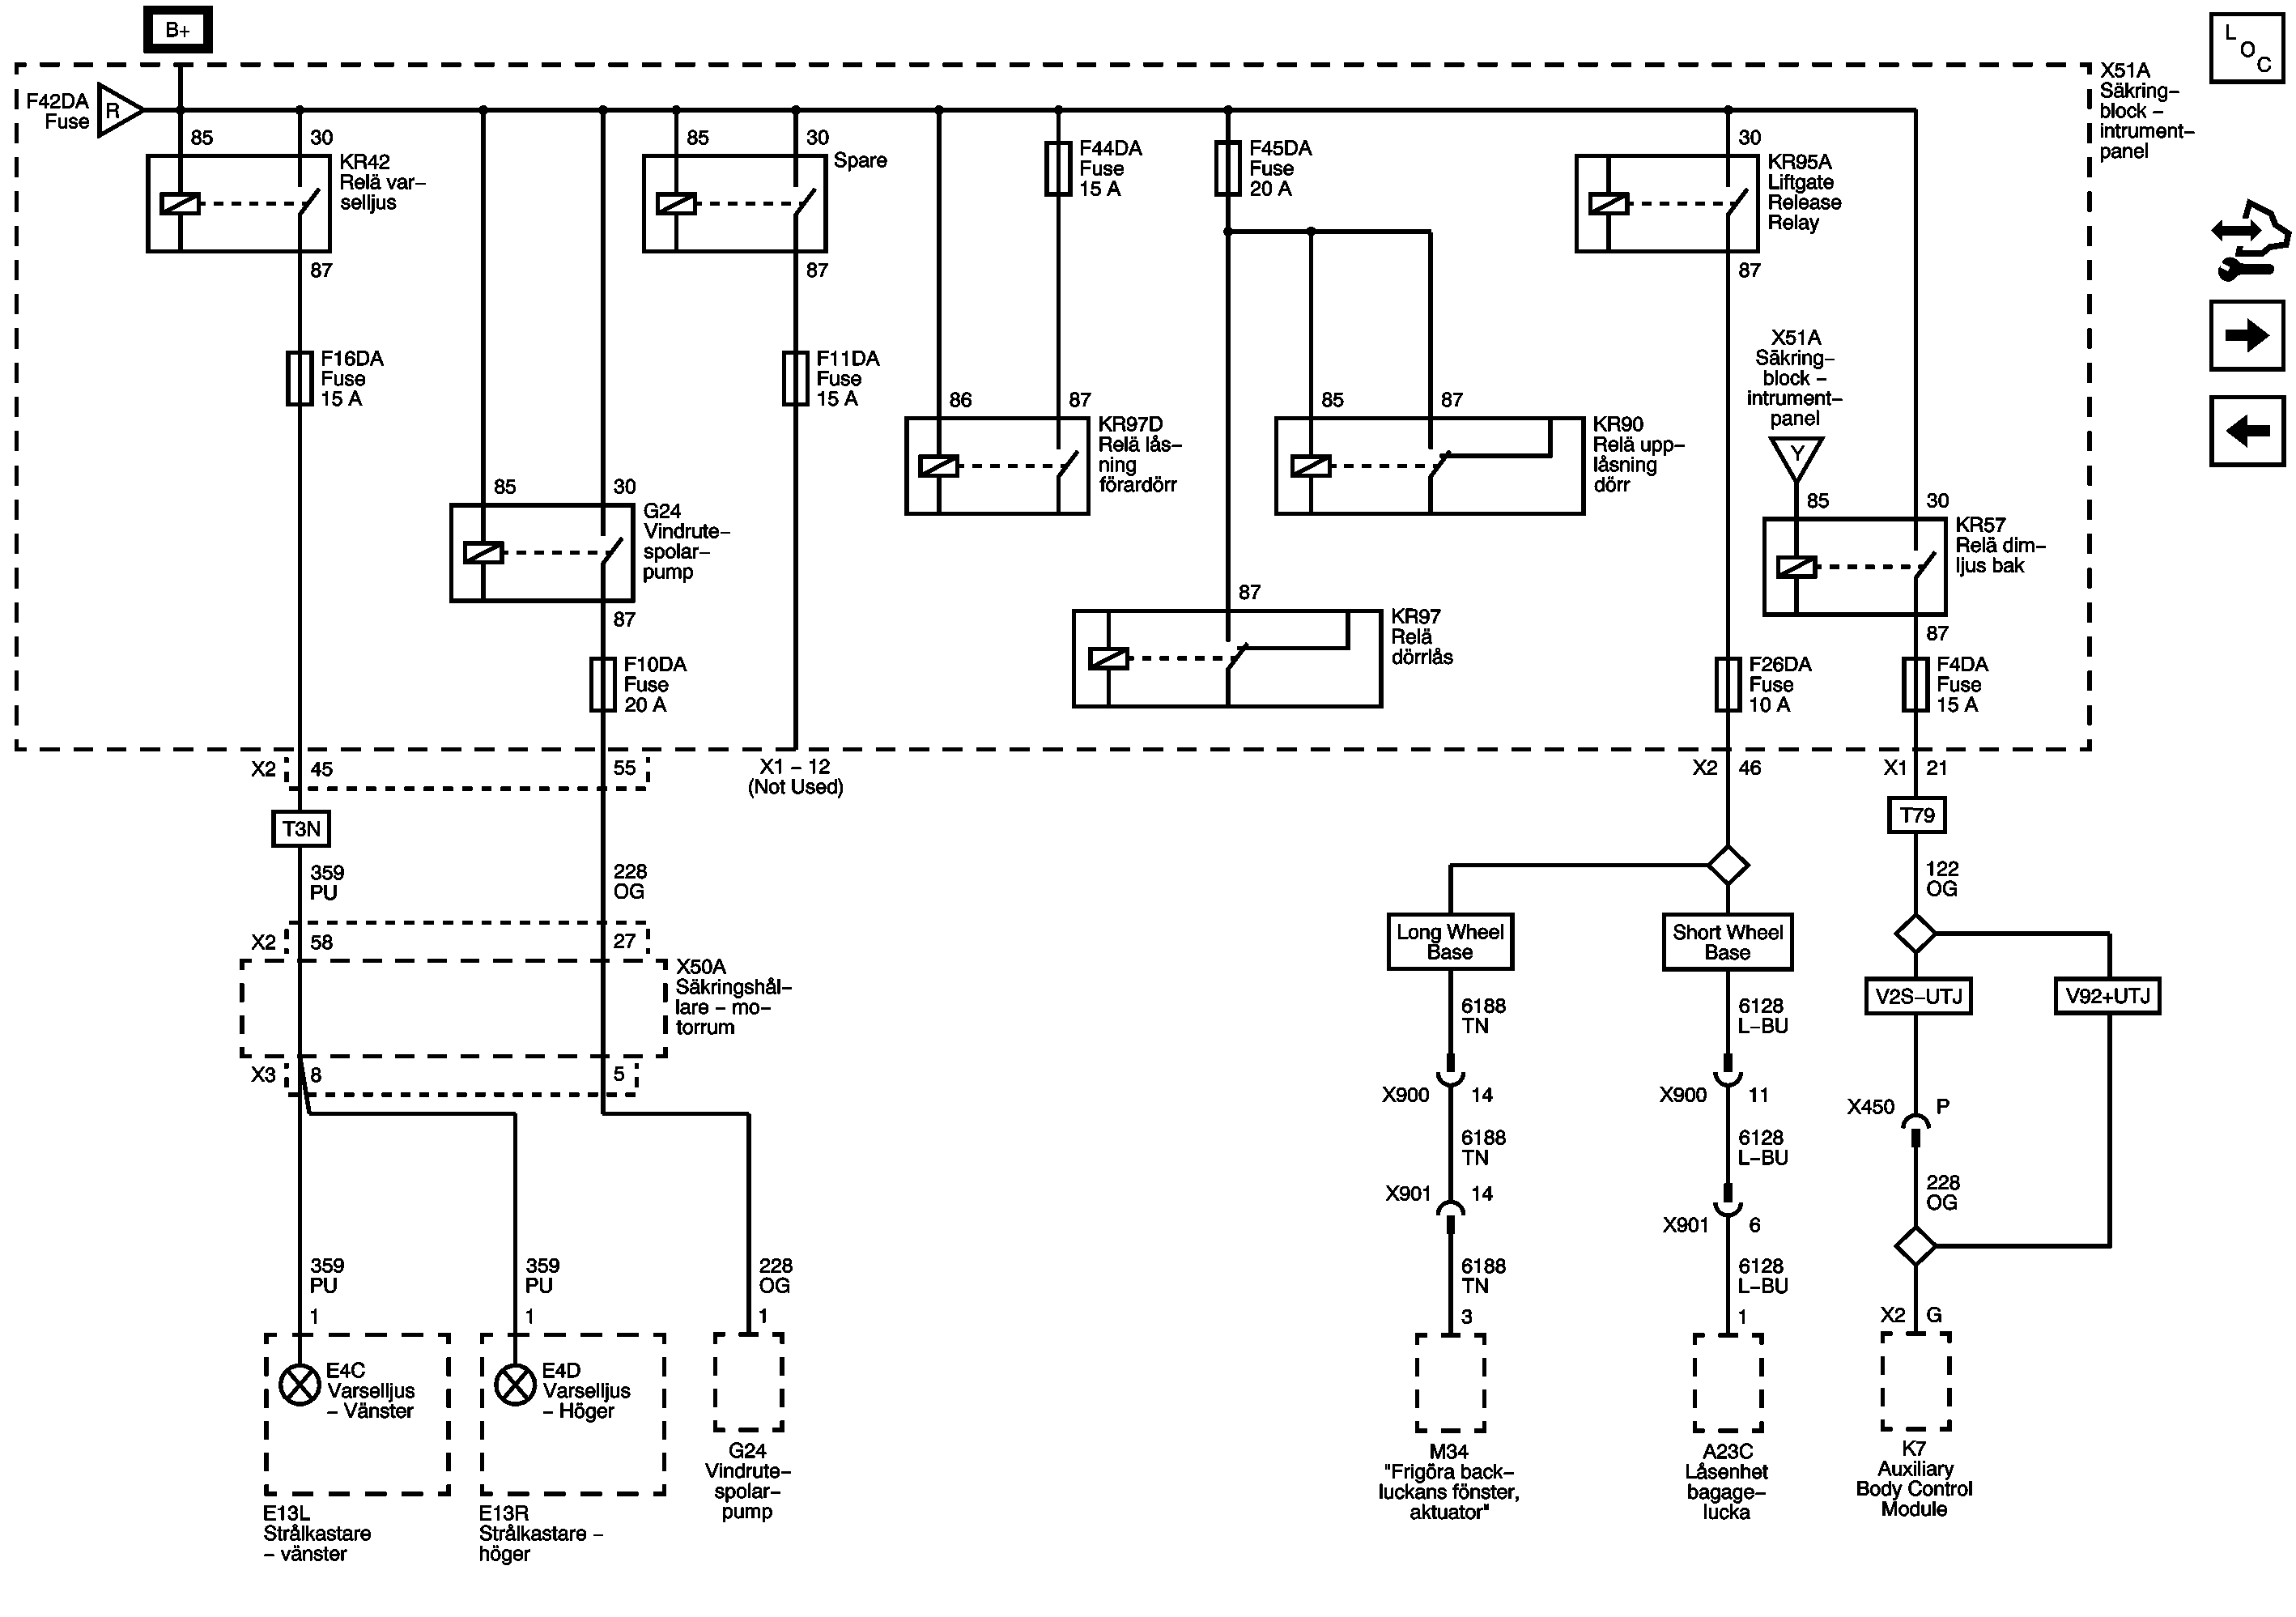 B+
L
O
C
F42DA
Fuse
R
X51A
Säkring-
block -
intrument-
panel
85
30
KR42
Relä var-
selljus
87
85
30
Spare
87
F44DA
Fuse
15 A
F45DA
Fuse
20 A
30
KR95A
Liftgate
Release
Relay
87
F16DA
Fuse
15 A
F11DA
Fuse
15 A
X51A
Säkring-
block -
intrument-
panel
Y
86
87
KR97D
Relä lås-
ning
förardörr
85
87
KR90
Relä upp-
låsning
dörr
85
30
G24
Vindrute-
spolar-
pump
87
85
30
KR57
Relä dim-
ljus bak
87
87
KR97
Relä
dörrlås
F10DA
Fuse
20 A
F26DA
Fuse
10 A
F4DA
Fuse
15 A
X2
45
55
X1 - 12
(Not Used)
X2
46
X1
21
T3N
T79
359
PU
228
OG
122
OG
X2
58
27
Long Wheel
Base
Short Wheel
Base
X50A
Säkringshål-
lare - mo-
torrum
V2S-UTJ
V92+UTJ
6188
TN
6128
L-BU
X3
8
5
X900
14
X900
11
X450
P
6188
TN
6128
L-BU
X901
14
X901
6
228
OG
359
PU
1
359
PU
1
228
OG
1
6188
TN
3
6128
L-BU
1
X2
G
E4C
Varselljus
- Vänster
E4D
Varselljus
- Höger
G24
Vindrute-
spolar-
pump
M34
"Frigöra back-
luckans fönster,
aktuator"
A23C
Låsenhet
bagage-
lucka
K7
Auxiliary
Body Control
Module
E13L
Strålkastare
- vänster
E13R
Strålkastare -
höger